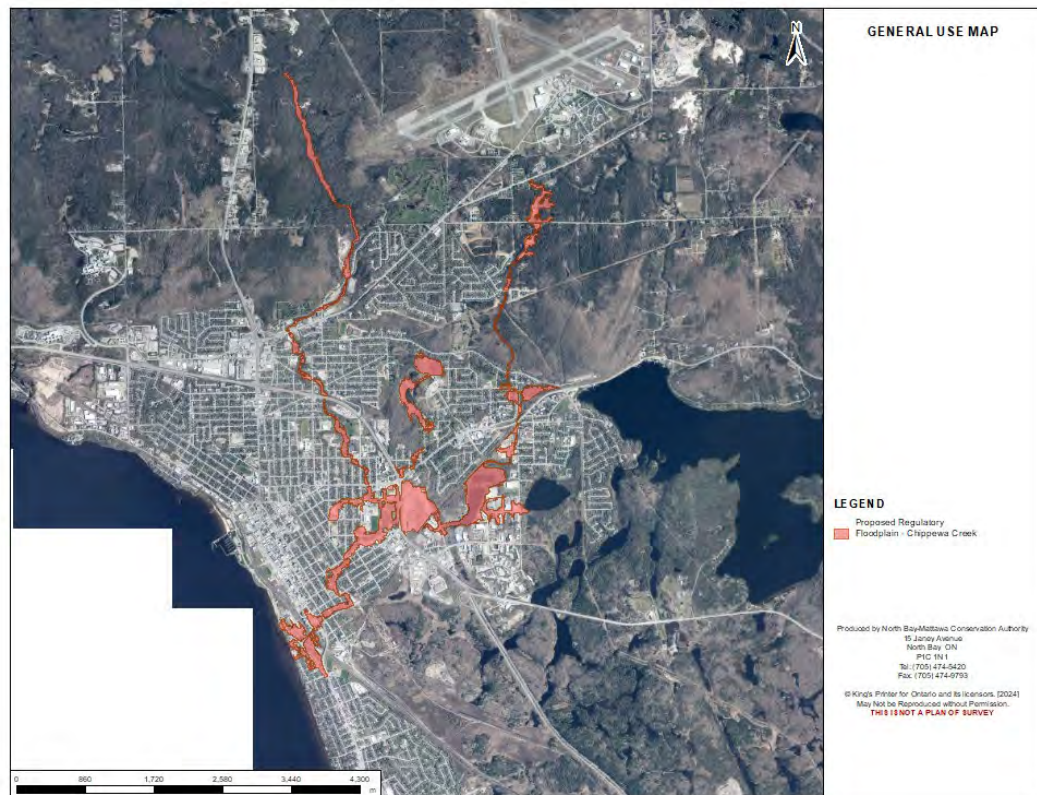 GENERAL USE MAP
N
LEGEND
Proposed Regulatory
Floodplain - Chippewa Creek
Produced by North Bay-Mattawa Conservation Authority
15 Janey Avenue
North Bay ON
P1C 1N1
Tel: (705) 474-5420
Fax: (705) 474-9793
©King's Printer for Ontario and its licensors. [2024]
May Not be Reproduced without Permission.
THIS IS NOT A PLAN OF SURVEY
0 860 1,720 2,580 3,440 4,300
m